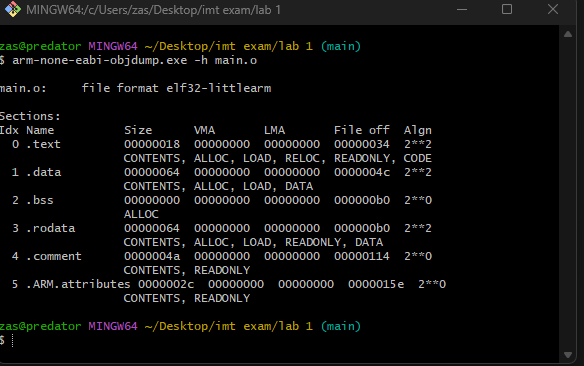 MINGW64:/c/Users/zas/Desktop/imt exam/lab 1
zas@predator MINGW64 ~/Desktop/imt exam/lab 1 (main)
$ arm-none-eabi-objdump.exe -h main.o

main.o:     file format elf32-littlearm

Sections:
Idx Name          Size      VMA       LMA       File off  Algn
  0 .text         00000018  00000000  00000000  00000034  2**2
                  CONTENTS, ALLOC, LOAD, RELOC, READONLY, CODE
  1 .data         00000064  00000000  00000000  0000004c  2**2
                  CONTENTS, ALLOC, LOAD, DATA
  2 .bss          00000000  00000000  00000000  000000b0  2**0
                  ALLOC
  3 .rodata       00000064  00000000  00000000  000000b0  2**2
                  CONTENTS, ALLOC, LOAD, READONLY, DATA
  4 .comment      0000004a  00000000  00000000  00000114  2**0
                  CONTENTS, READONLY
  5 .ARM.attributes 0000002c  00000000  00000000  0000015e  2**0
                  CONTENTS, READONLY

zas@predator MINGW64 ~/Desktop/imt exam/lab 1 (main)
$